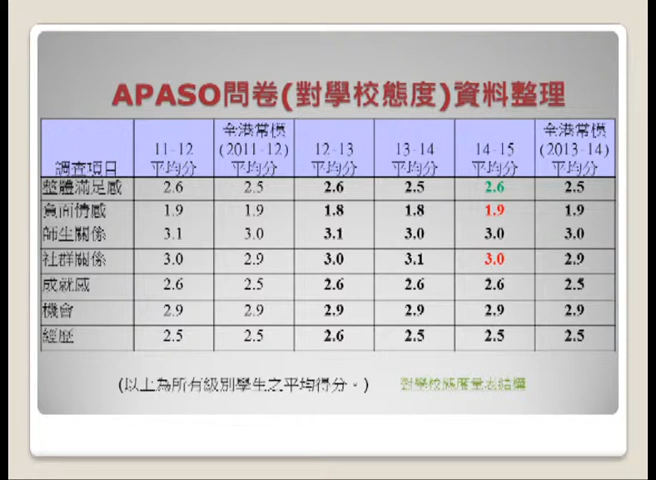 APASO問卷(對學校態度)資料整理
調查項目 11-12 平均分 全港常模 (2011-12) 平均分 12-13 平均分 13-14 平均分 14-15 平均分 全港常模 (2013-14) 平均分
整體滿足感 2.6 2.5 2.6 2.5 2.6 2.5
負面情感 1.9 1.9 1.8 1.8 1.9 1.9
師生關係 3.1 3.0 3.1 3.0 3.0 3.0
社群關係 3.0 2.9 3.0 3.1 3.0 2.9
成就感 2.6 2.5 2.6 2.6 2.6 2.5
機會 2.9 2.9 2.9 2.9 2.9 2.9
經歷 2.5 2.5 2.6 2.5 2.5 2.5
(以上為所有級別學生之平均得分。) 對學校態度量表結構